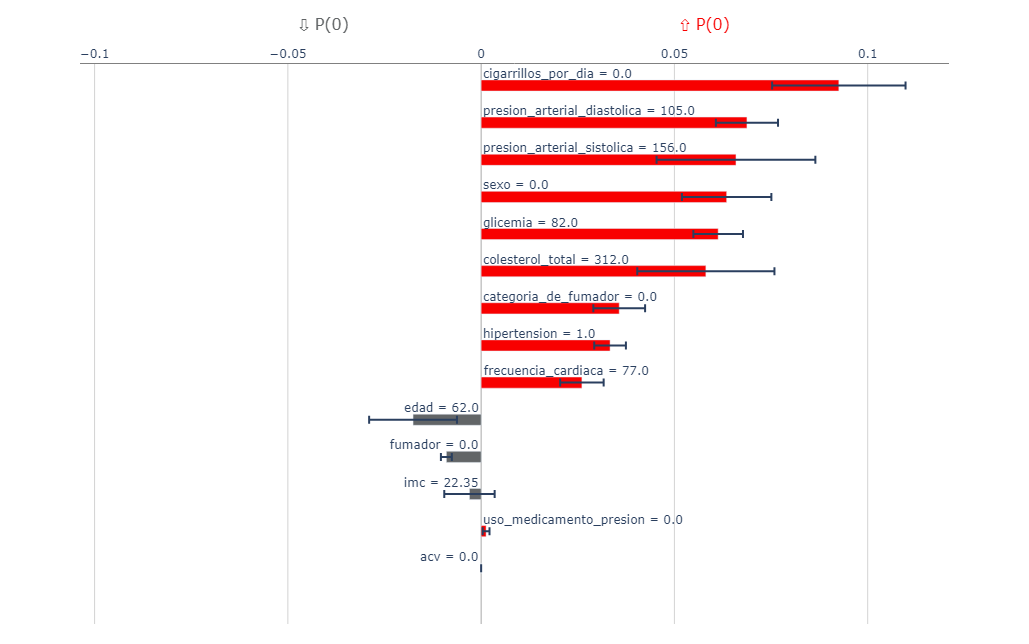 ⇩ P(0) ⇧ P(0)
−0.1 −0.05 0 0.05 0.1
cigarrillos_por_dia = 0.0
presion_arterial_diastolica = 105.0
presion_arterial_sistolica = 156.0
sexo = 0.0
glicemia = 82.0
colesterol_total = 312.0
categoria_de_fumador = 0.0
hipertension = 1.0
frecuencia_cardiaca = 77.0
edad = 62.0
fumador = 0.0
imc = 22.35
uso_medicamento_presion = 0.0
acv = 0.0